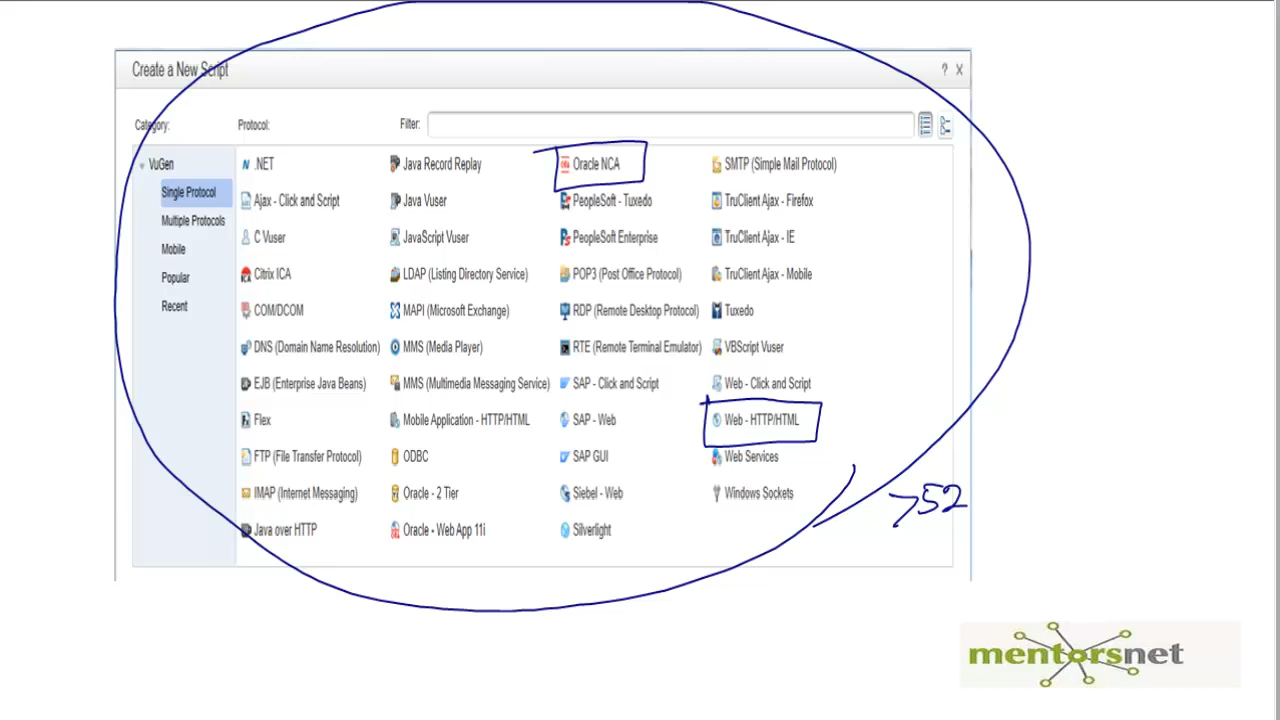 Create a New Script ? X
Category: Protocol: Filter:
VuGen
Single Protocol
Multiple Protocols
Mobile
Popular
Recent
.NET
Ajax - Click and Script
C Vuser
Citrix ICA
COM/DCOM
DNS (Domain Name Resolution)
EJB (Enterprise Java Beans)
Flex
FTP (File Transfer Protocol)
IMAP (Internet Messaging)
Java over HTTP
Java Record Replay
Java Vuser
JavaScript Vuser
LDAP (Listing Directory Service)
MAPI (Microsoft Exchange)
MMS (Media Player)
MMS (Multimedia Messaging Service)
Mobile Application - HTTP/HTML
ODBC
Oracle - 2 Tier
Oracle - Web App 11i
Oracle NCA
PeopleSoft - Tuxedo
PeopleSoft Enterprise
POP3 (Post Office Protocol)
RDP (Remote Desktop Protocol)
RTE (Remote Terminal Emulator)
SAP - Click and Script
SAP - Web
SAP GUI
Siebel - Web
Silverlight
SMTP (Simple Mail Protocol)
TruClient Ajax - Firefox
TruClient Ajax - IE
TruClient Ajax - Mobile
Tuxedo
VBScript Vuser
Web - Click and Script
Web - HTTP/HTML
Web Services
Windows Sockets
>52
mentorsnet